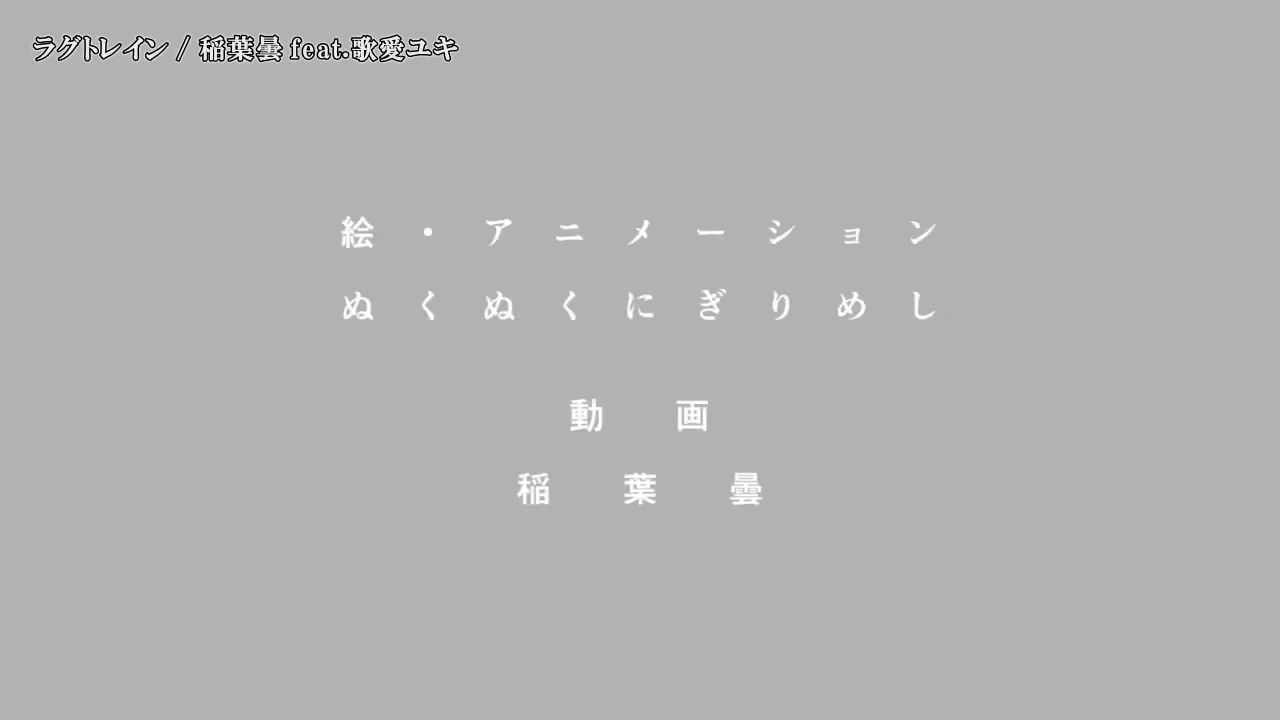 ラグトレイン / 稲葉曇 feat.歌愛ユキ
絵・アニメーション
ぬくぬくにぎりめし
動画
稲葉曇